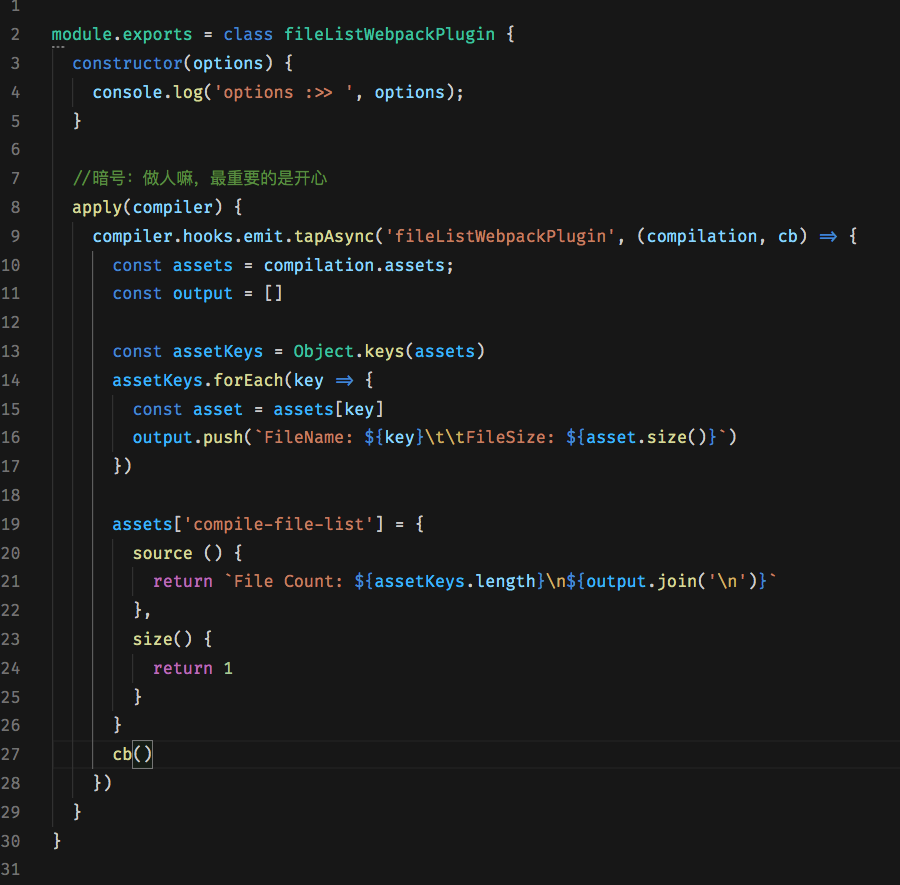 1
2 module.exports = class fileListWebpackPlugin {
3 constructor(options) {
4 console.log('options :>> ', options);
5 }
6
7 //暗号：做人嘛，最重要的是开心
8 apply(compiler) {
9 compiler.hooks.emit.tapAsync('fileListWebpackPlugin', (compilation, cb) => {
10 const assets = compilation.assets;
11 const output = []
12
13 const assetKeys = Object.keys(assets)
14 assetKeys.forEach(key => {
15 const asset = assets[key]
16 output.push(`FileName: ${key}\t\tFileSize: ${asset.size()}`)
17 })
18
19 assets['compile-file-list'] = {
20 source () {
21 return `File Count: ${assetKeys.length}\n${output.join('\n')}`
22 },
23 size() {
24 return 1
25 }
26 }
27 cb()
28 })
29 }
30 }
31